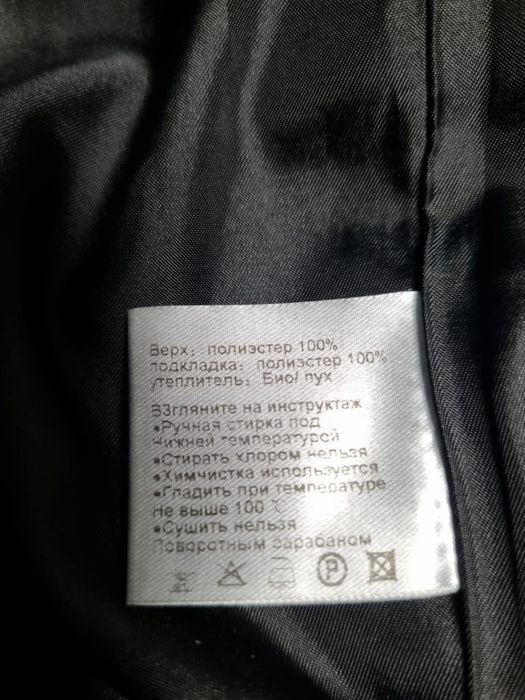 Верх: полиэстер 100%
подкладка: полиэстер 100%
утеплитель: Био/ пух
ВЗгляните на инструктаж
•Ручная стирка под
нижней температурой
•Стирать хлором нельзя
•Химчистка используется
•Гладить при температуре
не выше 100 ℃
•Сушить нельзя
Поворотным барабаном
P